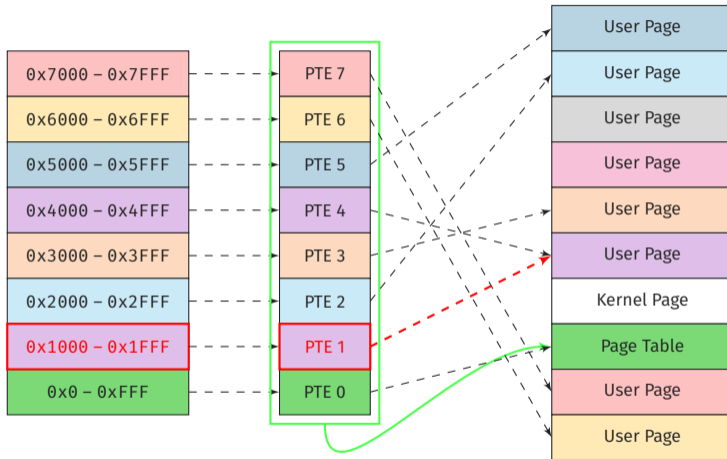 0x7000 – 0x7FFF
0x6000 – 0x6FFF
0x5000 – 0x5FFF
0x4000 – 0x4FFF
0x3000 – 0x3FFF
0x2000 – 0x2FFF
0x1000 – 0x1FFF
0x0 – 0xFFF
PTE 7
PTE 6
PTE 5
PTE 4
PTE 3
PTE 2
PTE 1
PTE 0
User Page
User Page
User Page
User Page
User Page
User Page
Kernel Page
Page Table
User Page
User Page